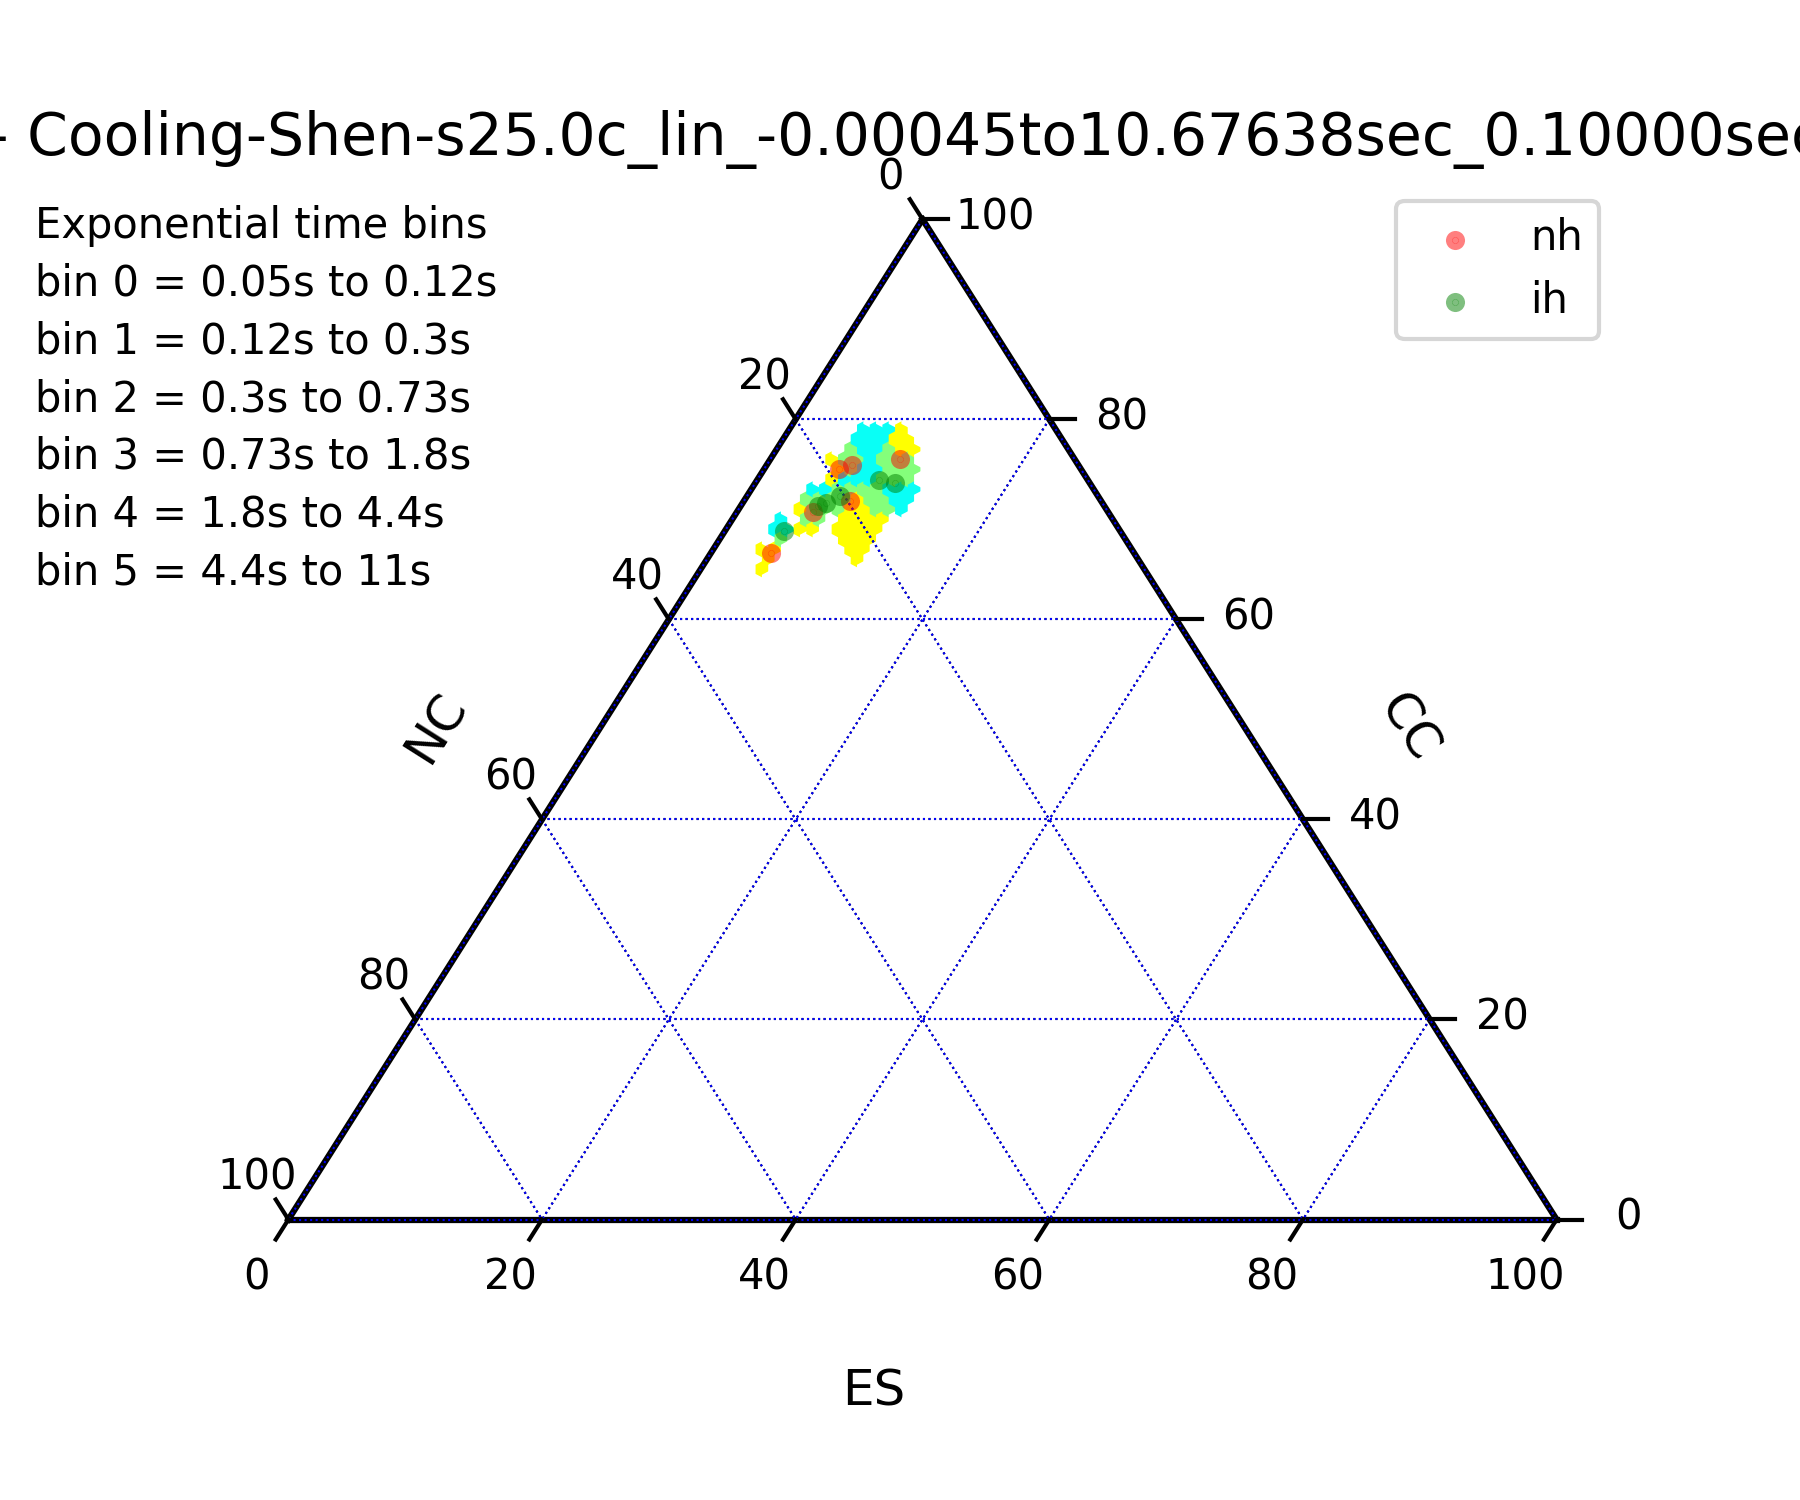 - Cooling-Shen-s25.0c_lin_-0.00045to10.67638sec_0.10000sec
0
100
Exponential time bins
bin 0 = 0.05s to 0.12s
bin 1 = 0.12s to 0.3s
bin 2 = 0.3s to 0.73s
bin 3 = 0.73s to 1.8s
bin 4 = 1.8s to 4.4s
bin 5 = 4.4s to 11s
nh
ih
20
80
40
60
NC
CC
60
40
80
20
100
0
0
20
40
60
80
100
ES